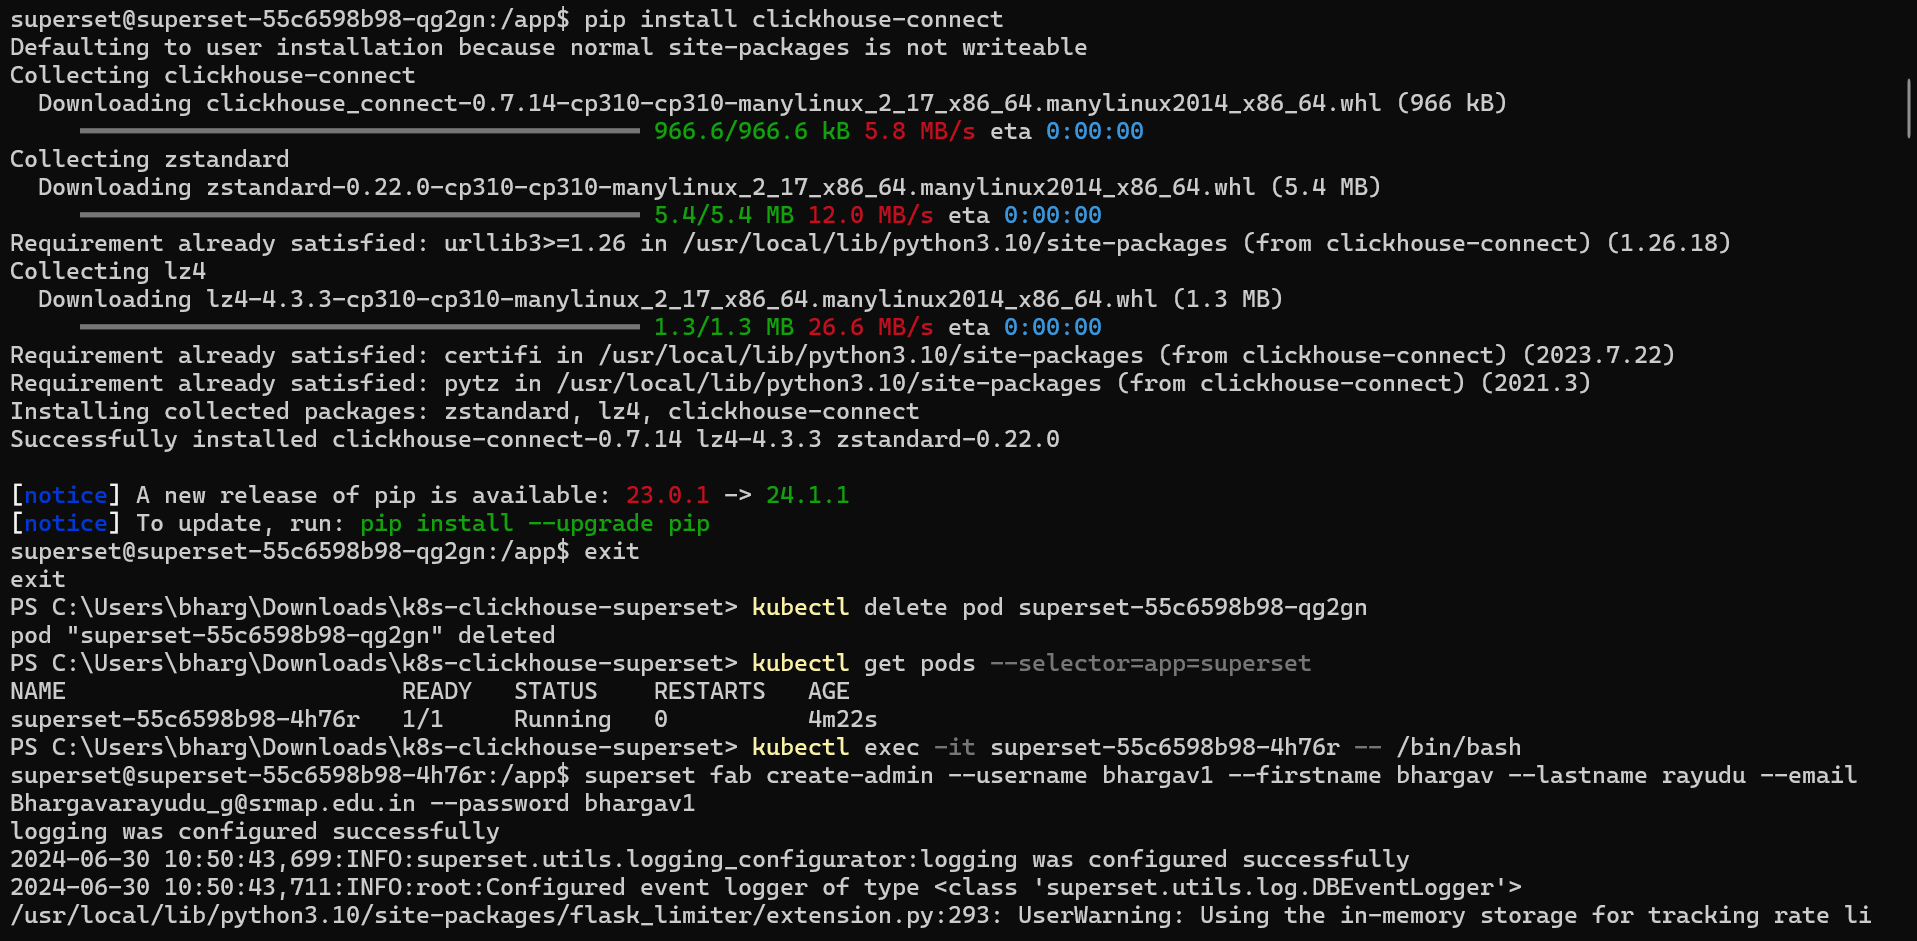 superset@superset-55c6598b98-qg2gn:/app$ pip install clickhouse-connect
Defaulting to user installation because normal site-packages is not writeable
Collecting clickhouse-connect
  Downloading clickhouse_connect-0.7.14-cp310-cp310-manylinux_2_17_x86_64.manylinux2014_x86_64.whl (966 kB)
     ━━━━━━━━━━━━━━━━━━━━━━━━━━━━━━━━━━━━━━━━ 966.6/966.6 kB 5.8 MB/s eta 0:00:00
Collecting zstandard
  Downloading zstandard-0.22.0-cp310-cp310-manylinux_2_17_x86_64.manylinux2014_x86_64.whl (5.4 MB)
     ━━━━━━━━━━━━━━━━━━━━━━━━━━━━━━━━━━━━━━━━ 5.4/5.4 MB 12.0 MB/s eta 0:00:00
Requirement already satisfied: urllib3>=1.26 in /usr/local/lib/python3.10/site-packages (from clickhouse-connect) (1.26.18)
Collecting lz4
  Downloading lz4-4.3.3-cp310-cp310-manylinux_2_17_x86_64.manylinux2014_x86_64.whl (1.3 MB)
     ━━━━━━━━━━━━━━━━━━━━━━━━━━━━━━━━━━━━━━━━ 1.3/1.3 MB 26.6 MB/s eta 0:00:00
Requirement already satisfied: certifi in /usr/local/lib/python3.10/site-packages (from clickhouse-connect) (2023.7.22)
Requirement already satisfied: pytz in /usr/local/lib/python3.10/site-packages (from clickhouse-connect) (2021.3)
Installing collected packages: zstandard, lz4, clickhouse-connect
Successfully installed clickhouse-connect-0.7.14 lz4-4.3.3 zstandard-0.22.0

[notice] A new release of pip is available: 23.0.1 -> 24.1.1
[notice] To update, run: pip install --upgrade pip
superset@superset-55c6598b98-qg2gn:/app$ exit
exit
PS C:\Users\bharg\Downloads\k8s-clickhouse-superset> kubectl delete pod superset-55c6598b98-qg2gn
pod "superset-55c6598b98-qg2gn" deleted
PS C:\Users\bharg\Downloads\k8s-clickhouse-superset> kubectl get pods --selector=app=superset
NAME                        READY   STATUS    RESTARTS   AGE
superset-55c6598b98-4h76r   1/1     Running   0          4m22s
PS C:\Users\bharg\Downloads\k8s-clickhouse-superset> kubectl exec -it superset-55c6598b98-4h76r -- /bin/bash
superset@superset-55c6598b98-4h76r:/app$ superset fab create-admin --username bhargav1 --firstname bhargav --lastname rayudu --email
Bhargavarayudu_g@srmap.edu.in --password bhargav1
logging was configured successfully
2024-06-30 10:50:43,699:INFO:superset.utils.logging_configurator:logging was configured successfully
2024-06-30 10:50:43,711:INFO:root:Configured event logger of type <class 'superset.utils.log.DBEventLogger'>
/usr/local/lib/python3.10/site-packages/flask_limiter/extension.py:293: UserWarning: Using the in-memory storage for tracking rate li